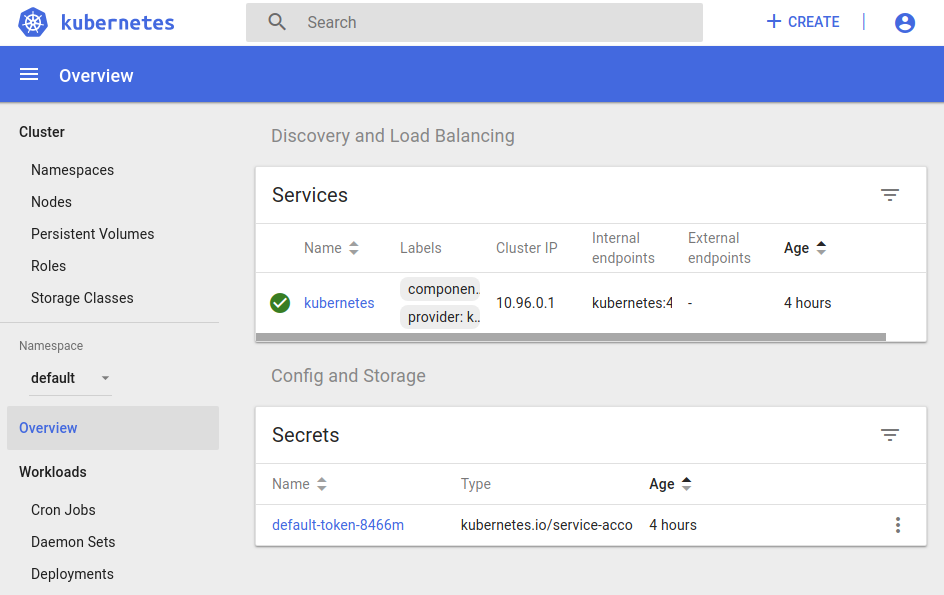 kubernetes
Search
+ CREATE
Overview
Cluster
Namespaces
Nodes
Persistent Volumes
Roles
Storage Classes
Namespace
default
Overview
Workloads
Cron Jobs
Daemon Sets
Deployments
Discovery and Load Balancing
Services
Name Labels Cluster IP Internal endpoints External endpoints Age
kubernetes componen.. provider: k.. 10.96.0.1 kubernetes:4 - 4 hours
Config and Storage
Secrets
Name Type Age
default-token-8466m kubernetes.io/service-acco 4 hours